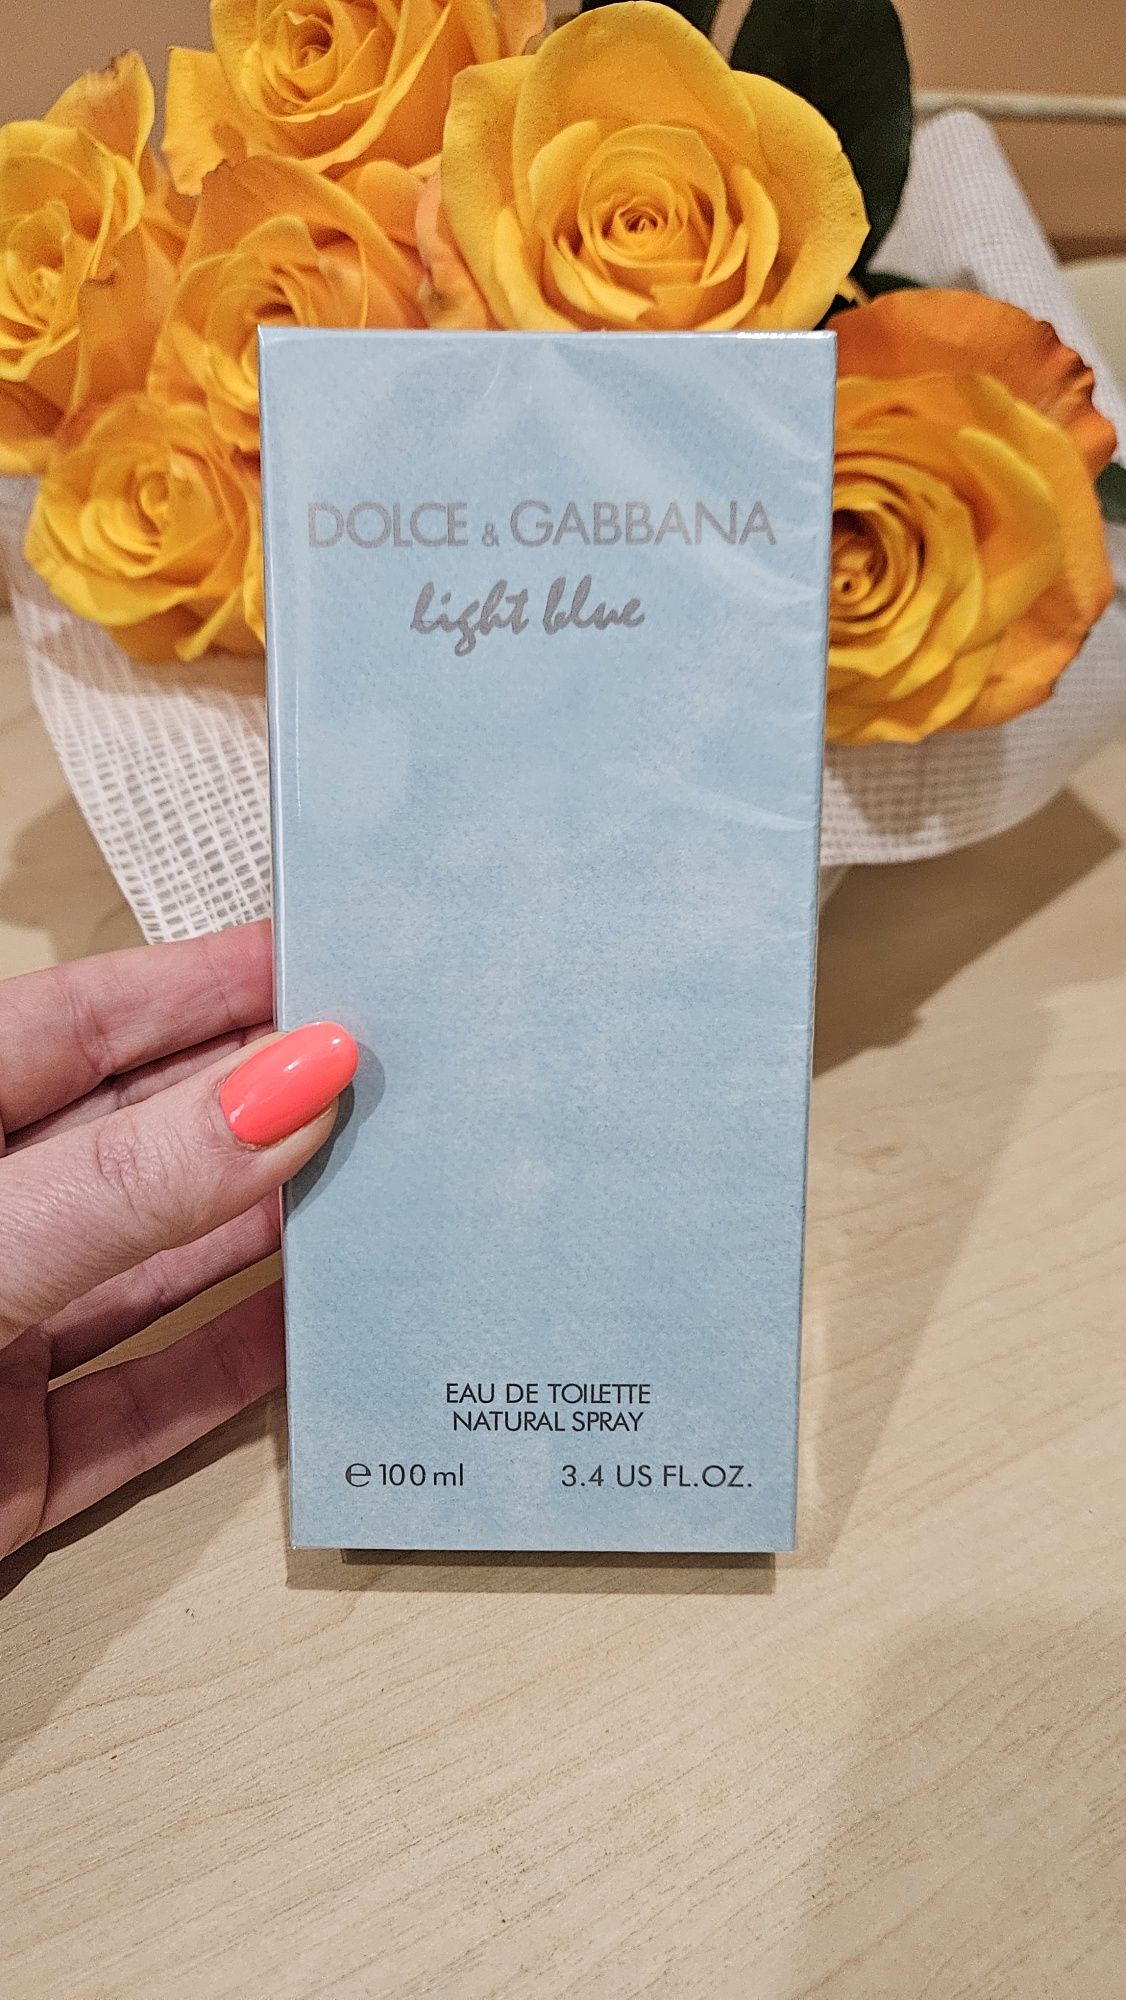 DOLCE & GABBANA
light blue
EAU DE TOILETTE
NATURAL SPRAY
℮ 100 ml 3.4 US FL.OZ.